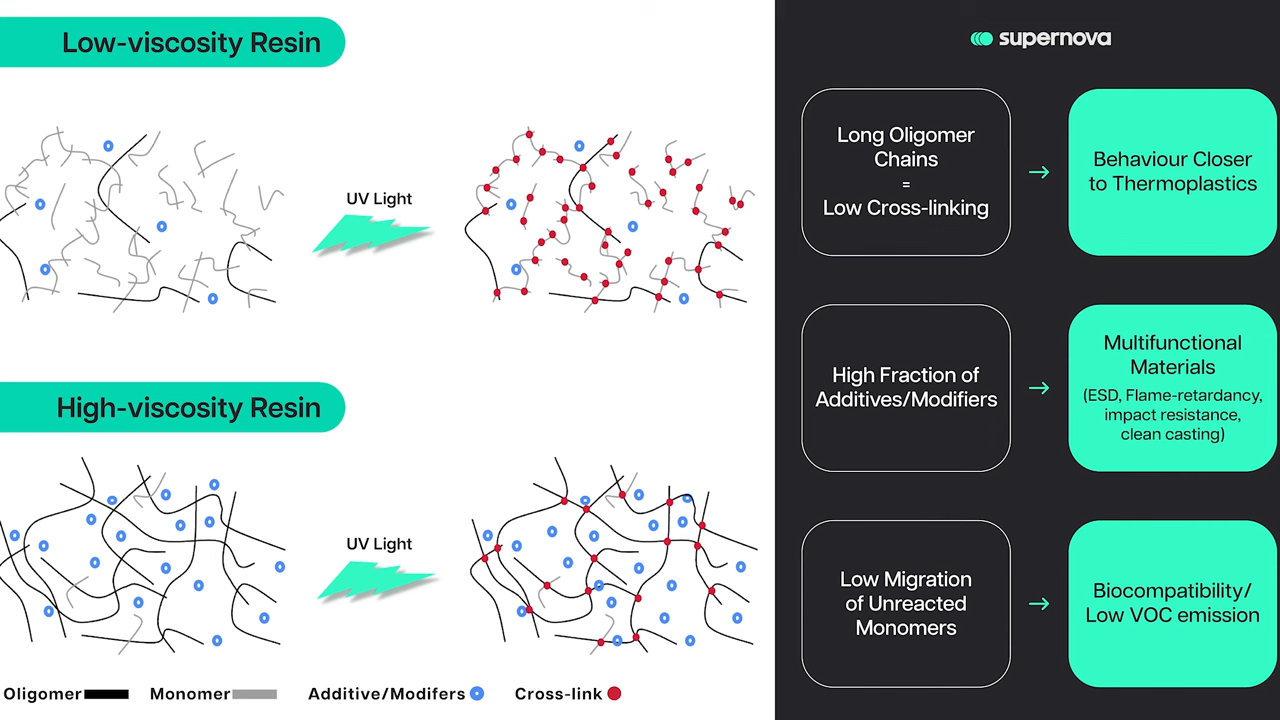 Low-viscosity Resin
UV Light
High-viscosity Resin
UV Light
Oligomer
Monomer
Additive/Modifers
Cross-link
supernova
Long Oligomer
Chains
=
Low Cross-linking
→
Behaviour Closer
to Thermoplastics
High Fraction of
Additives/Modifiers
→
Multifunctional
Materials
(ESD, Flame-retardancy,
impact resistance,
clean casting)
Low Migration
of Unreacted
Monomers
→
Biocompatibility/
Low VOC emission